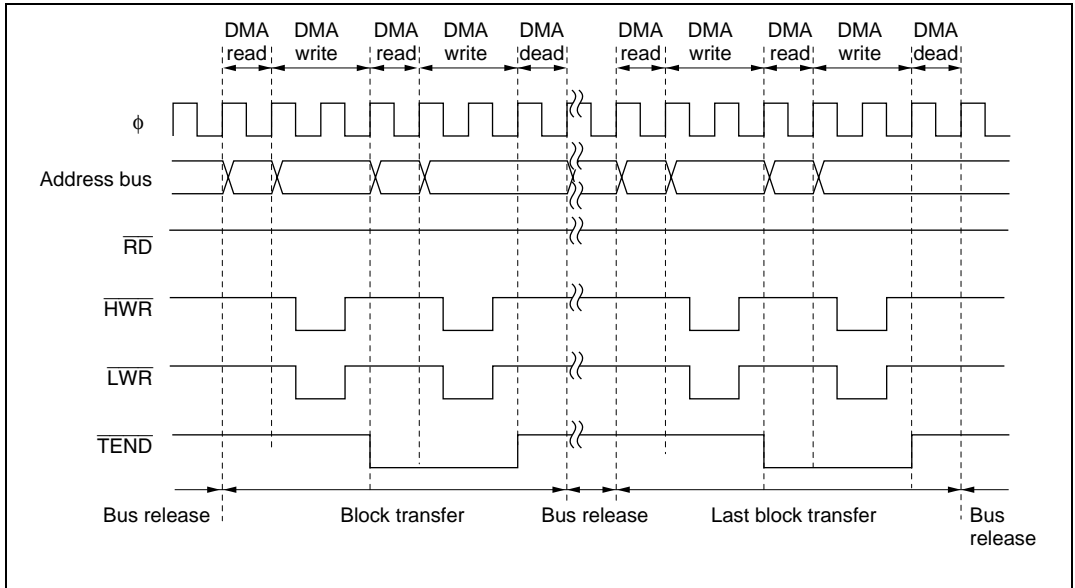 DMA read
DMA write
DMA read
DMA write
DMA dead
DMA read
DMA write
DMA read
DMA write
DMA dead
φ
Address bus
RD
HWR
LWR
TEND
Bus release
Block transfer
Bus release
Last block transfer
Bus release